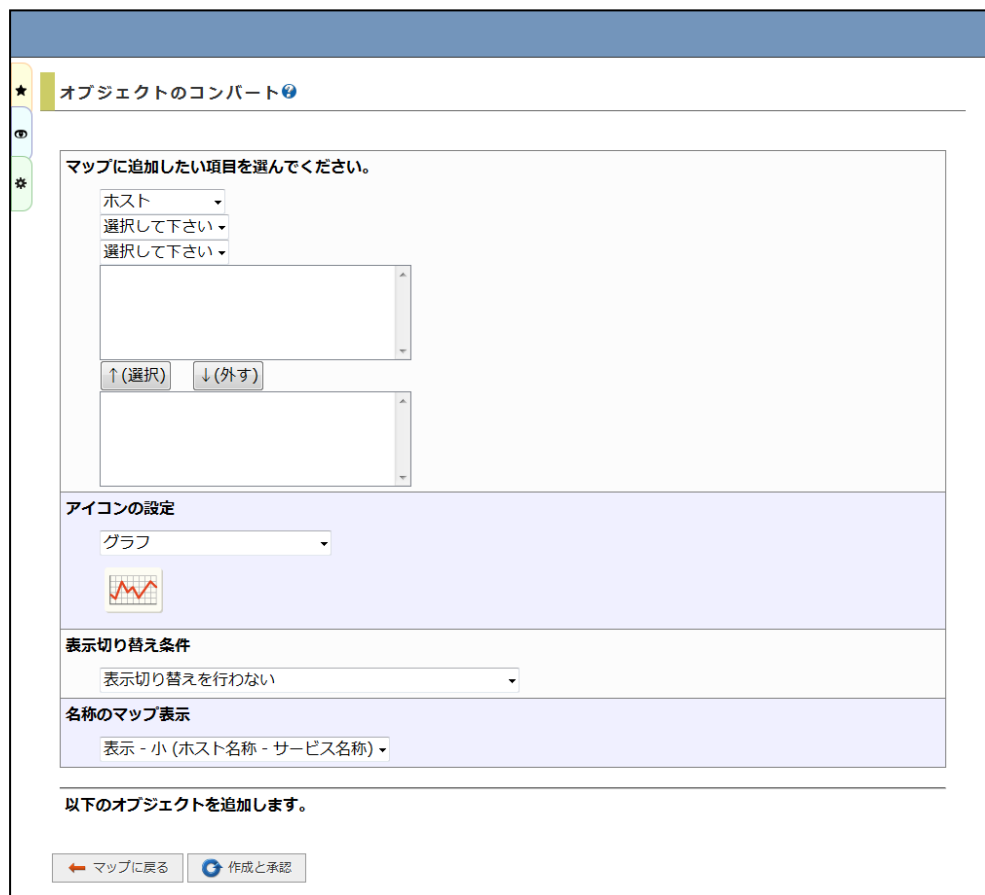 オブジェクトのコンバート
マップに追加したい項目を選んでください。
ホスト
選択して下さい
選択して下さい
↑(選択) ↓(外す)
アイコンの設定
グラフ
表示切り替え条件
表示切り替えを行わない
名称のマップ表示
表示 - 小 (ホスト名称 - サービス名称)
以下のオブジェクトを追加します。
マップに戻る 作成と承認